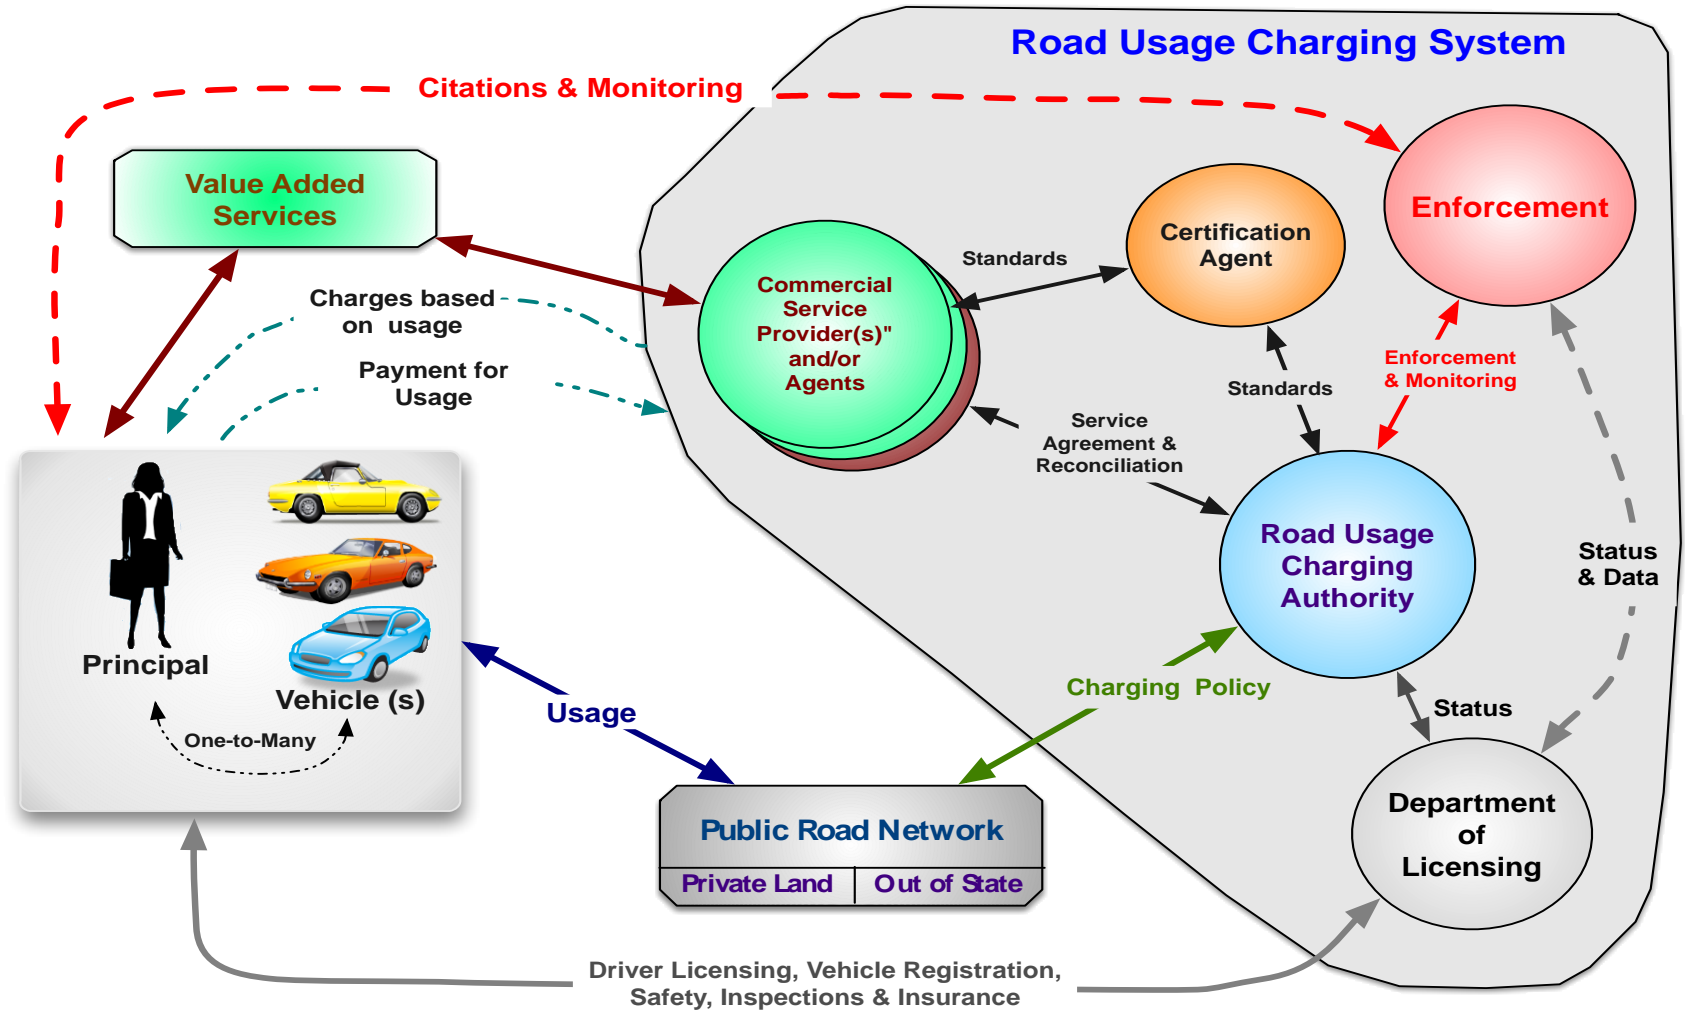 Road Usage Charging System
Citations & Monitoring
Value Added
Services
Enforcement
Certification
Agent
Standards
Commercial
Service
Provider(s)"
and/or
Agents
Charges based
on usage
Payment for
Usage
Enforcement
& Monitoring
Standards
Service
Agreement &
Reconciliation
Road Usage
Charging
Authority
Status
& Data
Principal
Vehicle (s)
One-to-Many
Usage
Charging Policy
Status
Public Road Network
Private Land
Out of State
Department
of
Licensing
Driver Licensing, Vehicle Registration,
Safety, Inspections & Insurance